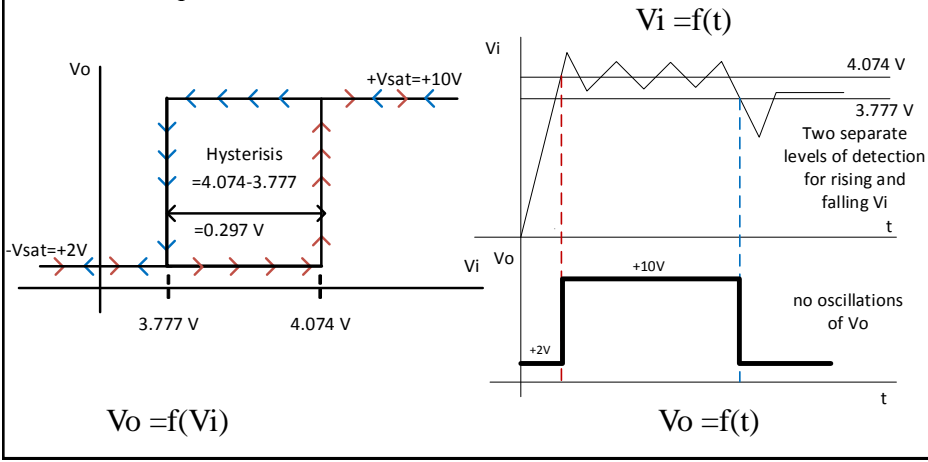 Vo
+Vsat=+10V
Hysterisis
=4.074-3.777
=0.297 V
-Vsat=+2V
Vi
3.777 V
4.074 V
Vo =f(Vi)
Vi =f(t)
Vi
4.074 V
3.777 V
Two separate
levels of detection
for rising and
falling Vi
t
Vo
+10V
no oscillations
of Vo
+2V
t
Vo =f(t)